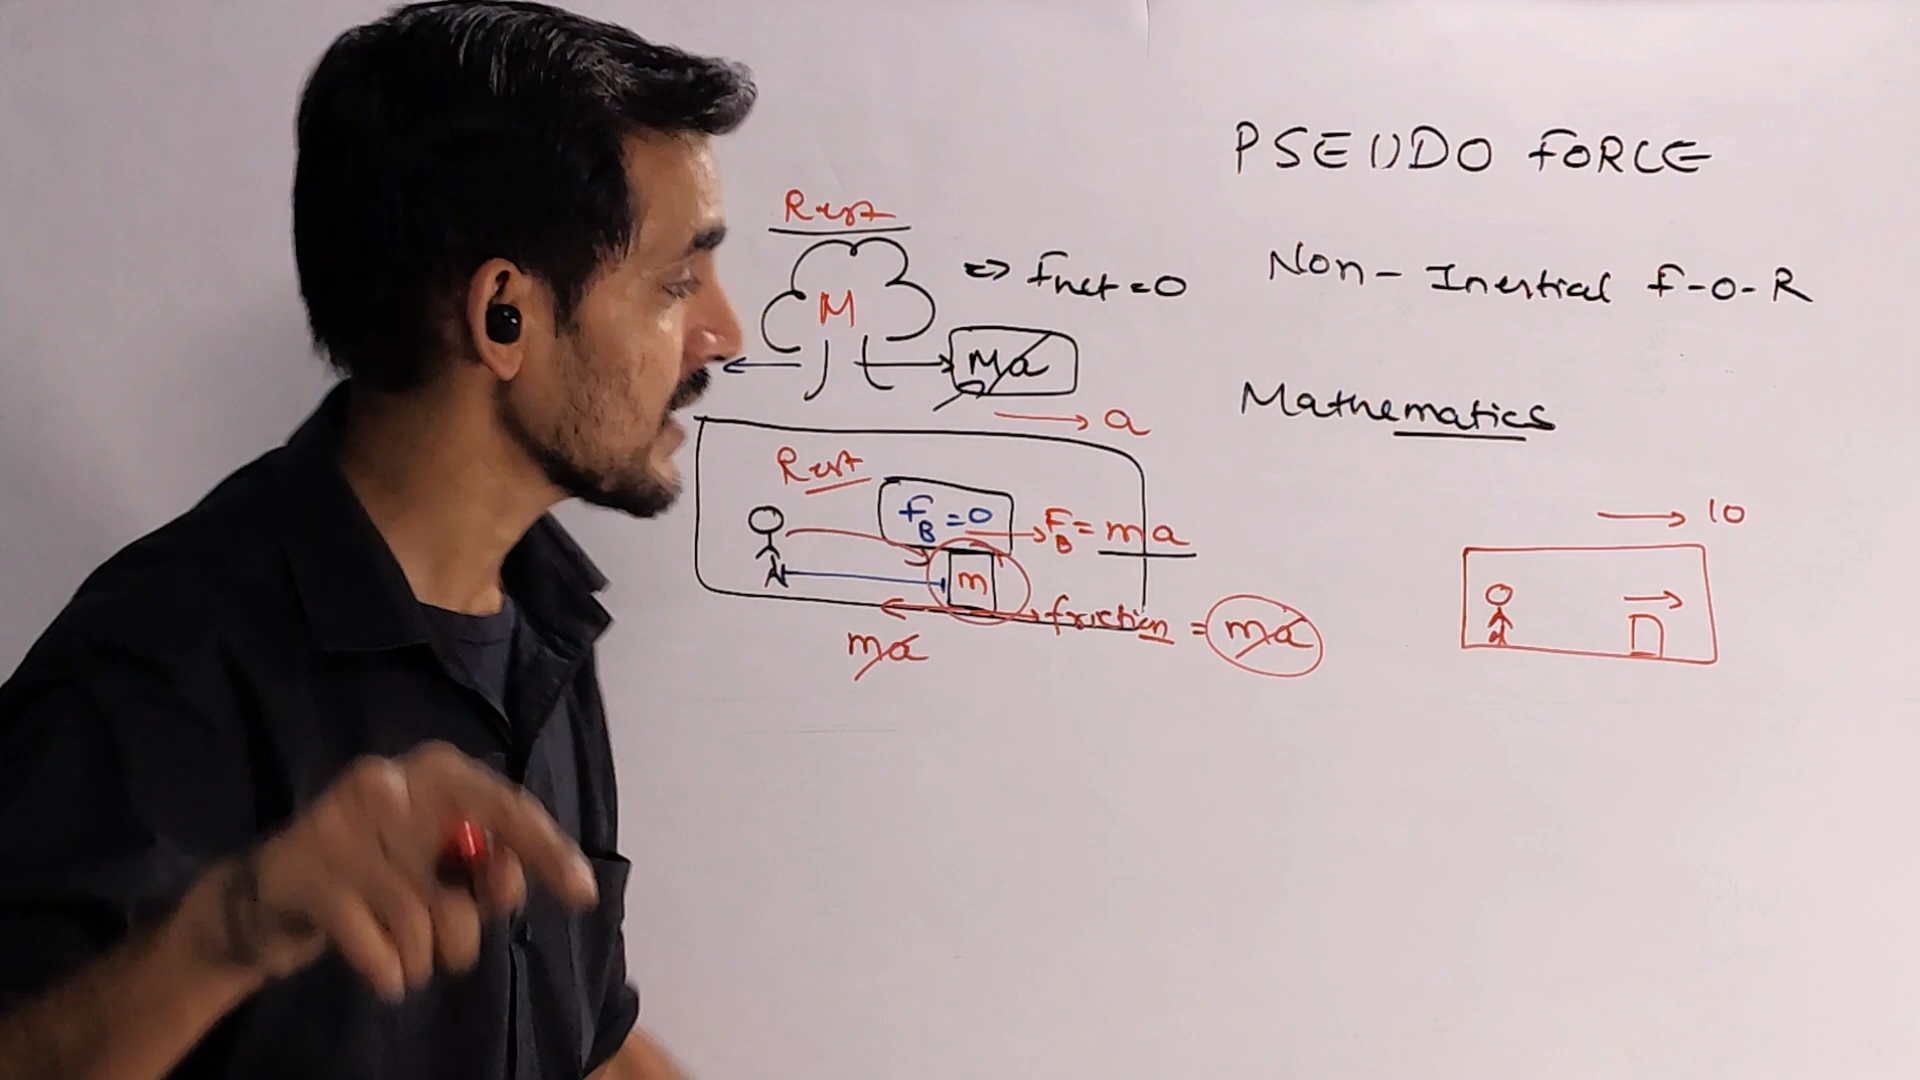 PSEUDO FORCE
Rest
M
⇒ Fnet = 0
Non-Inertial F-O-R
Ma
→ a
Mathematics
Rest
f_B = 0
F_B = ma
→ 10
m
friction = ma
ma